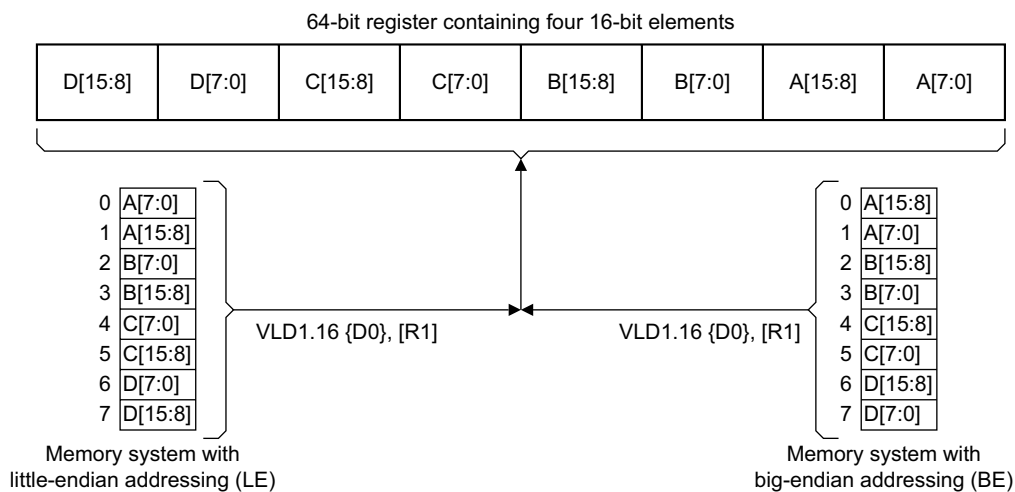 64-bit register containing four 16-bit elements
D[15:8] D[7:0] C[15:8] C[7:0] B[15:8] B[7:0] A[15:8] A[7:0]
0 A[7:0]
1 A[15:8]
2 B[7:0]
3 B[15:8]
4 C[7:0]
5 C[15:8]
6 D[7:0]
7 D[15:8]
VLD1.16 {D0}, [R1]
Memory system with
little-endian addressing (LE)
VLD1.16 {D0}, [R1]
0 A[15:8]
1 A[7:0]
2 B[15:8]
3 B[7:0]
4 C[15:8]
5 C[7:0]
6 D[15:8]
7 D[7:0]
Memory system with
big-endian addressing (BE)